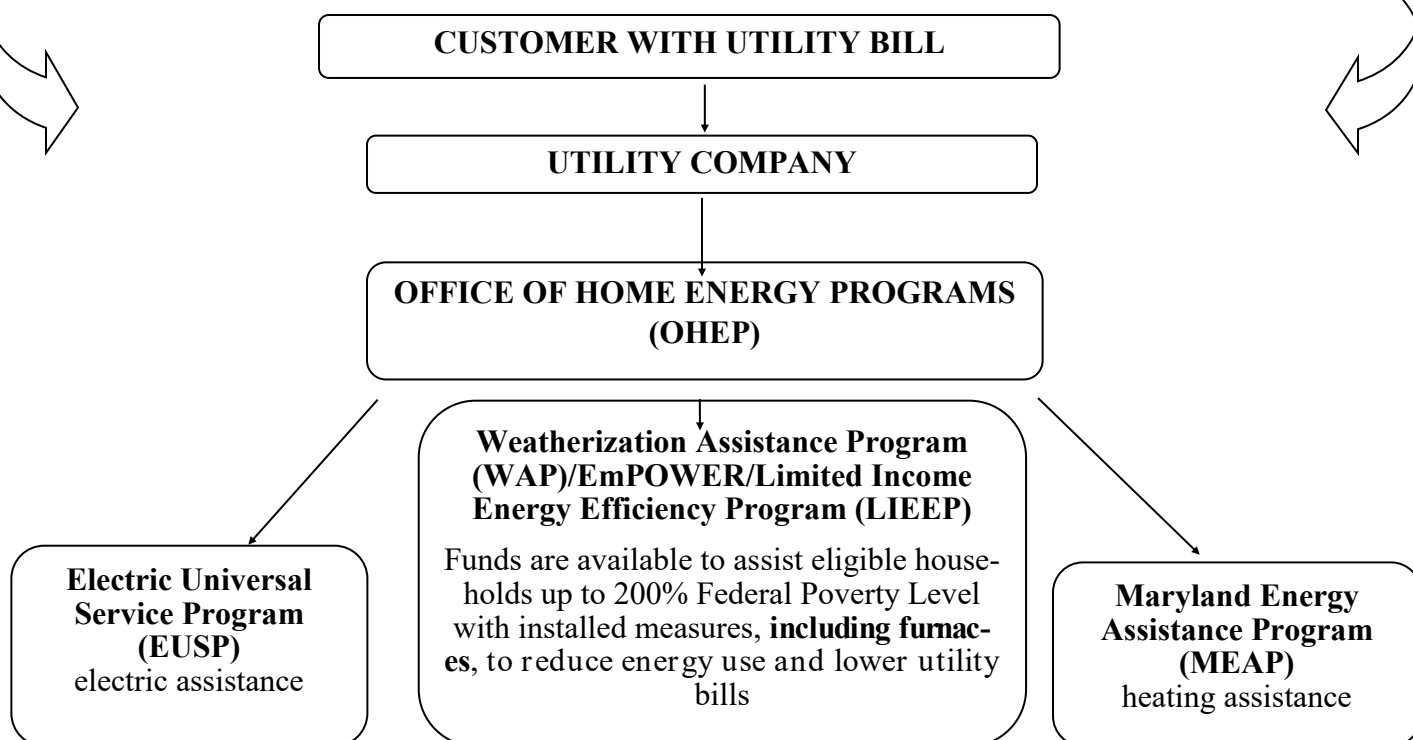 CUSTOMER WITH UTILITY BILL
UTILITY COMPANY
OFFICE OF HOME ENERGY PROGRAMS
(OHEP)
Electric Universal
Service Program
(EUSP)
electric assistance
Weatherization Assistance Program
(WAP)/EmPOWER/Limited Income
Energy Efficiency Program (LIEEP)
Funds are available to assist eligible house-
holds up to 200% Federal Poverty Level
with installed measures, including furnac-
es, to reduce energy use and lower utility
bills
Maryland Energy
Assistance Program
(MEAP)
heating assistance